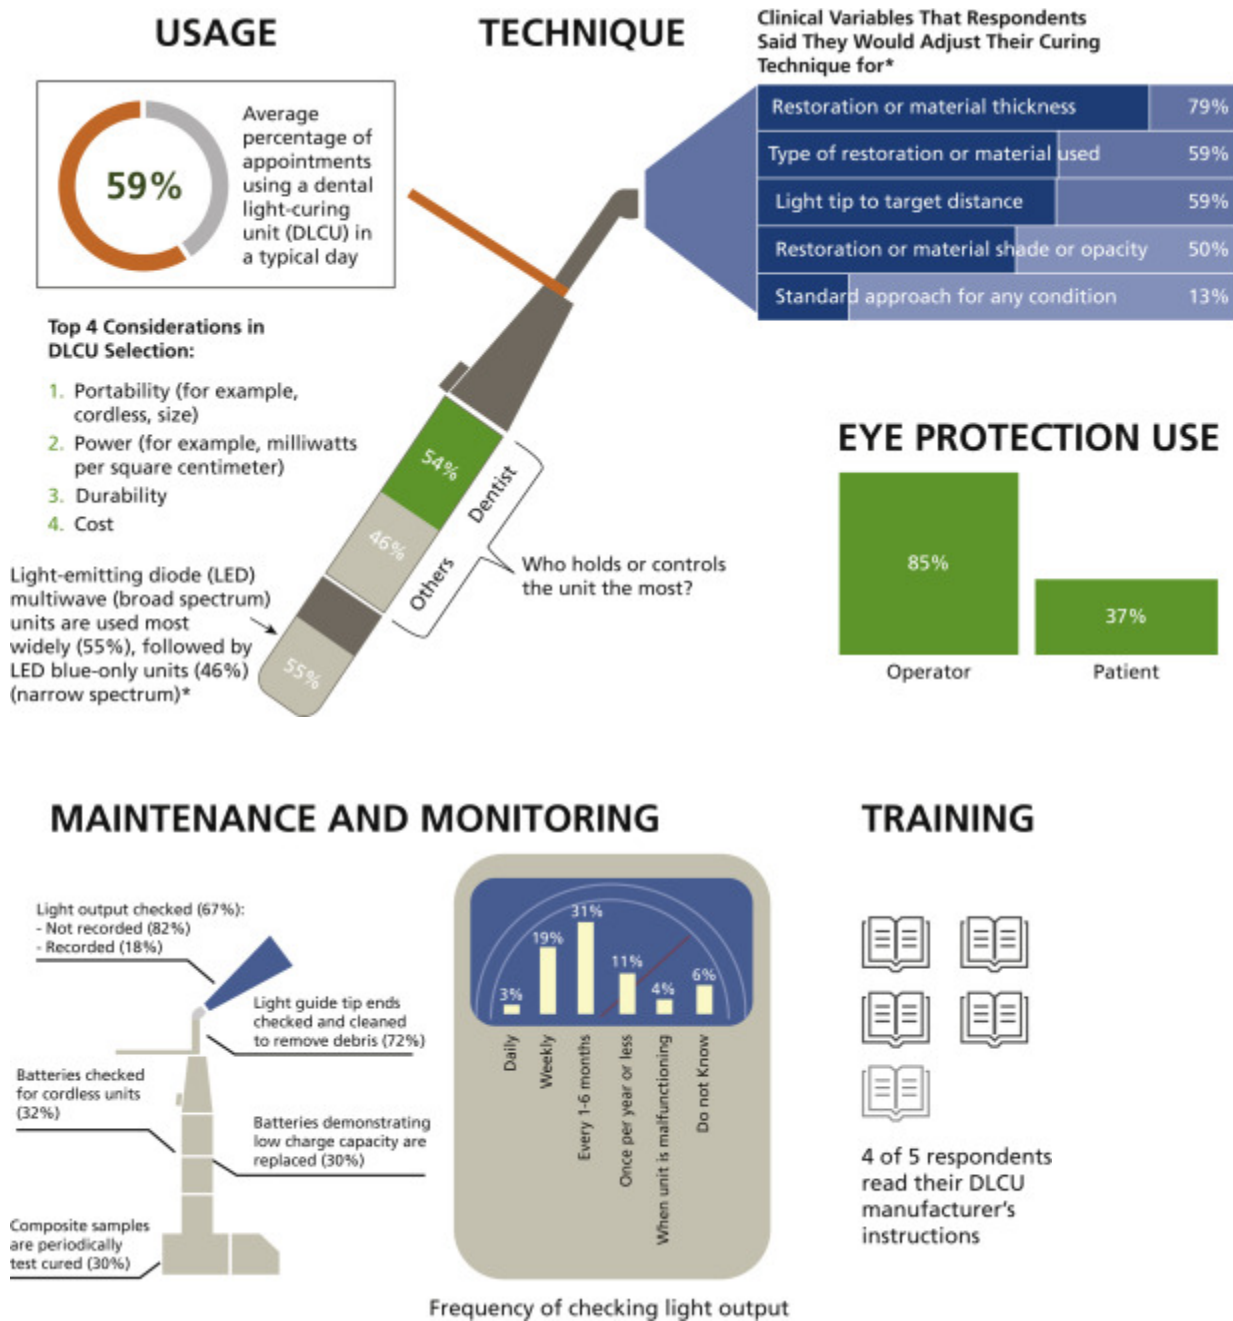 USAGE
59%
Average
percentage of
appointments
using a dental
light-curing
unit (DLCU) in
a typical day
Top 4 Considerations in
DLCU Selection:
1. Portability (for example,
cordless, size)
2. Power (for example, milliwatts
per square centimeter)
3. Durability
4. Cost
Light-emitting diode (LED)
multiwave (broad spectrum)
units are used most
widely (55%), followed by
LED blue-only units (46%)
(narrow spectrum)*
TECHNIQUE
54%
46%
55%
Dentist
Others
Who holds or controls
the unit the most?
Clinical Variables That Respondents
Said They Would Adjust Their Curing
Technique for*
Restoration or material thickness 79%
Type of restoration or material used 59%
Light tip to target distance 59%
Restoration or material shade or opacity 50%
Standard approach for any condition 13%
EYE PROTECTION USE
85%
37%
Operator
Patient
MAINTENANCE AND MONITORING
Light output checked (67%):
- Not recorded (82%)
- Recorded (18%)
Light guide tip ends
checked and cleaned
to remove debris (72%)
Batteries checked
for cordless units
(32%)
Batteries demonstrating
low charge capacity are
replaced (30%)
Composite samples
are periodically
test cured (30%)
3%
19%
31%
11%
4%
6%
Daily
Weekly
Every 1-6 months
Once per year or less
When unit is malfunctioning
Do not Know
Frequency of checking light output
TRAINING
4 of 5 respondents
read their DLCU
manufacturer's
instructions